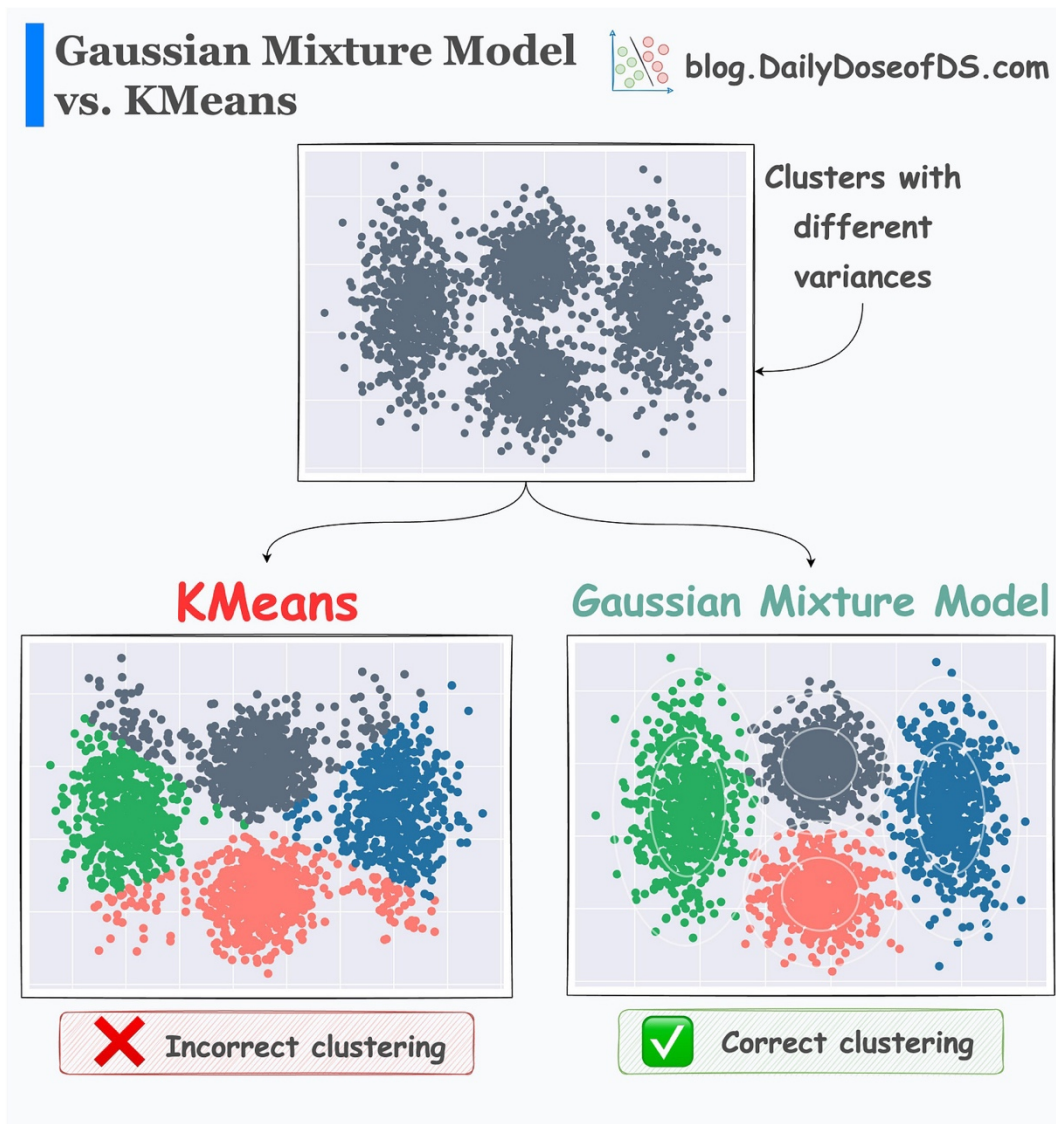 Gaussian Mixture Model
vs. KMeans
blog.DailyDoseofDS.com
Clusters with
different
variances
KMeans
Gaussian Mixture Model
Incorrect clustering
Correct clustering